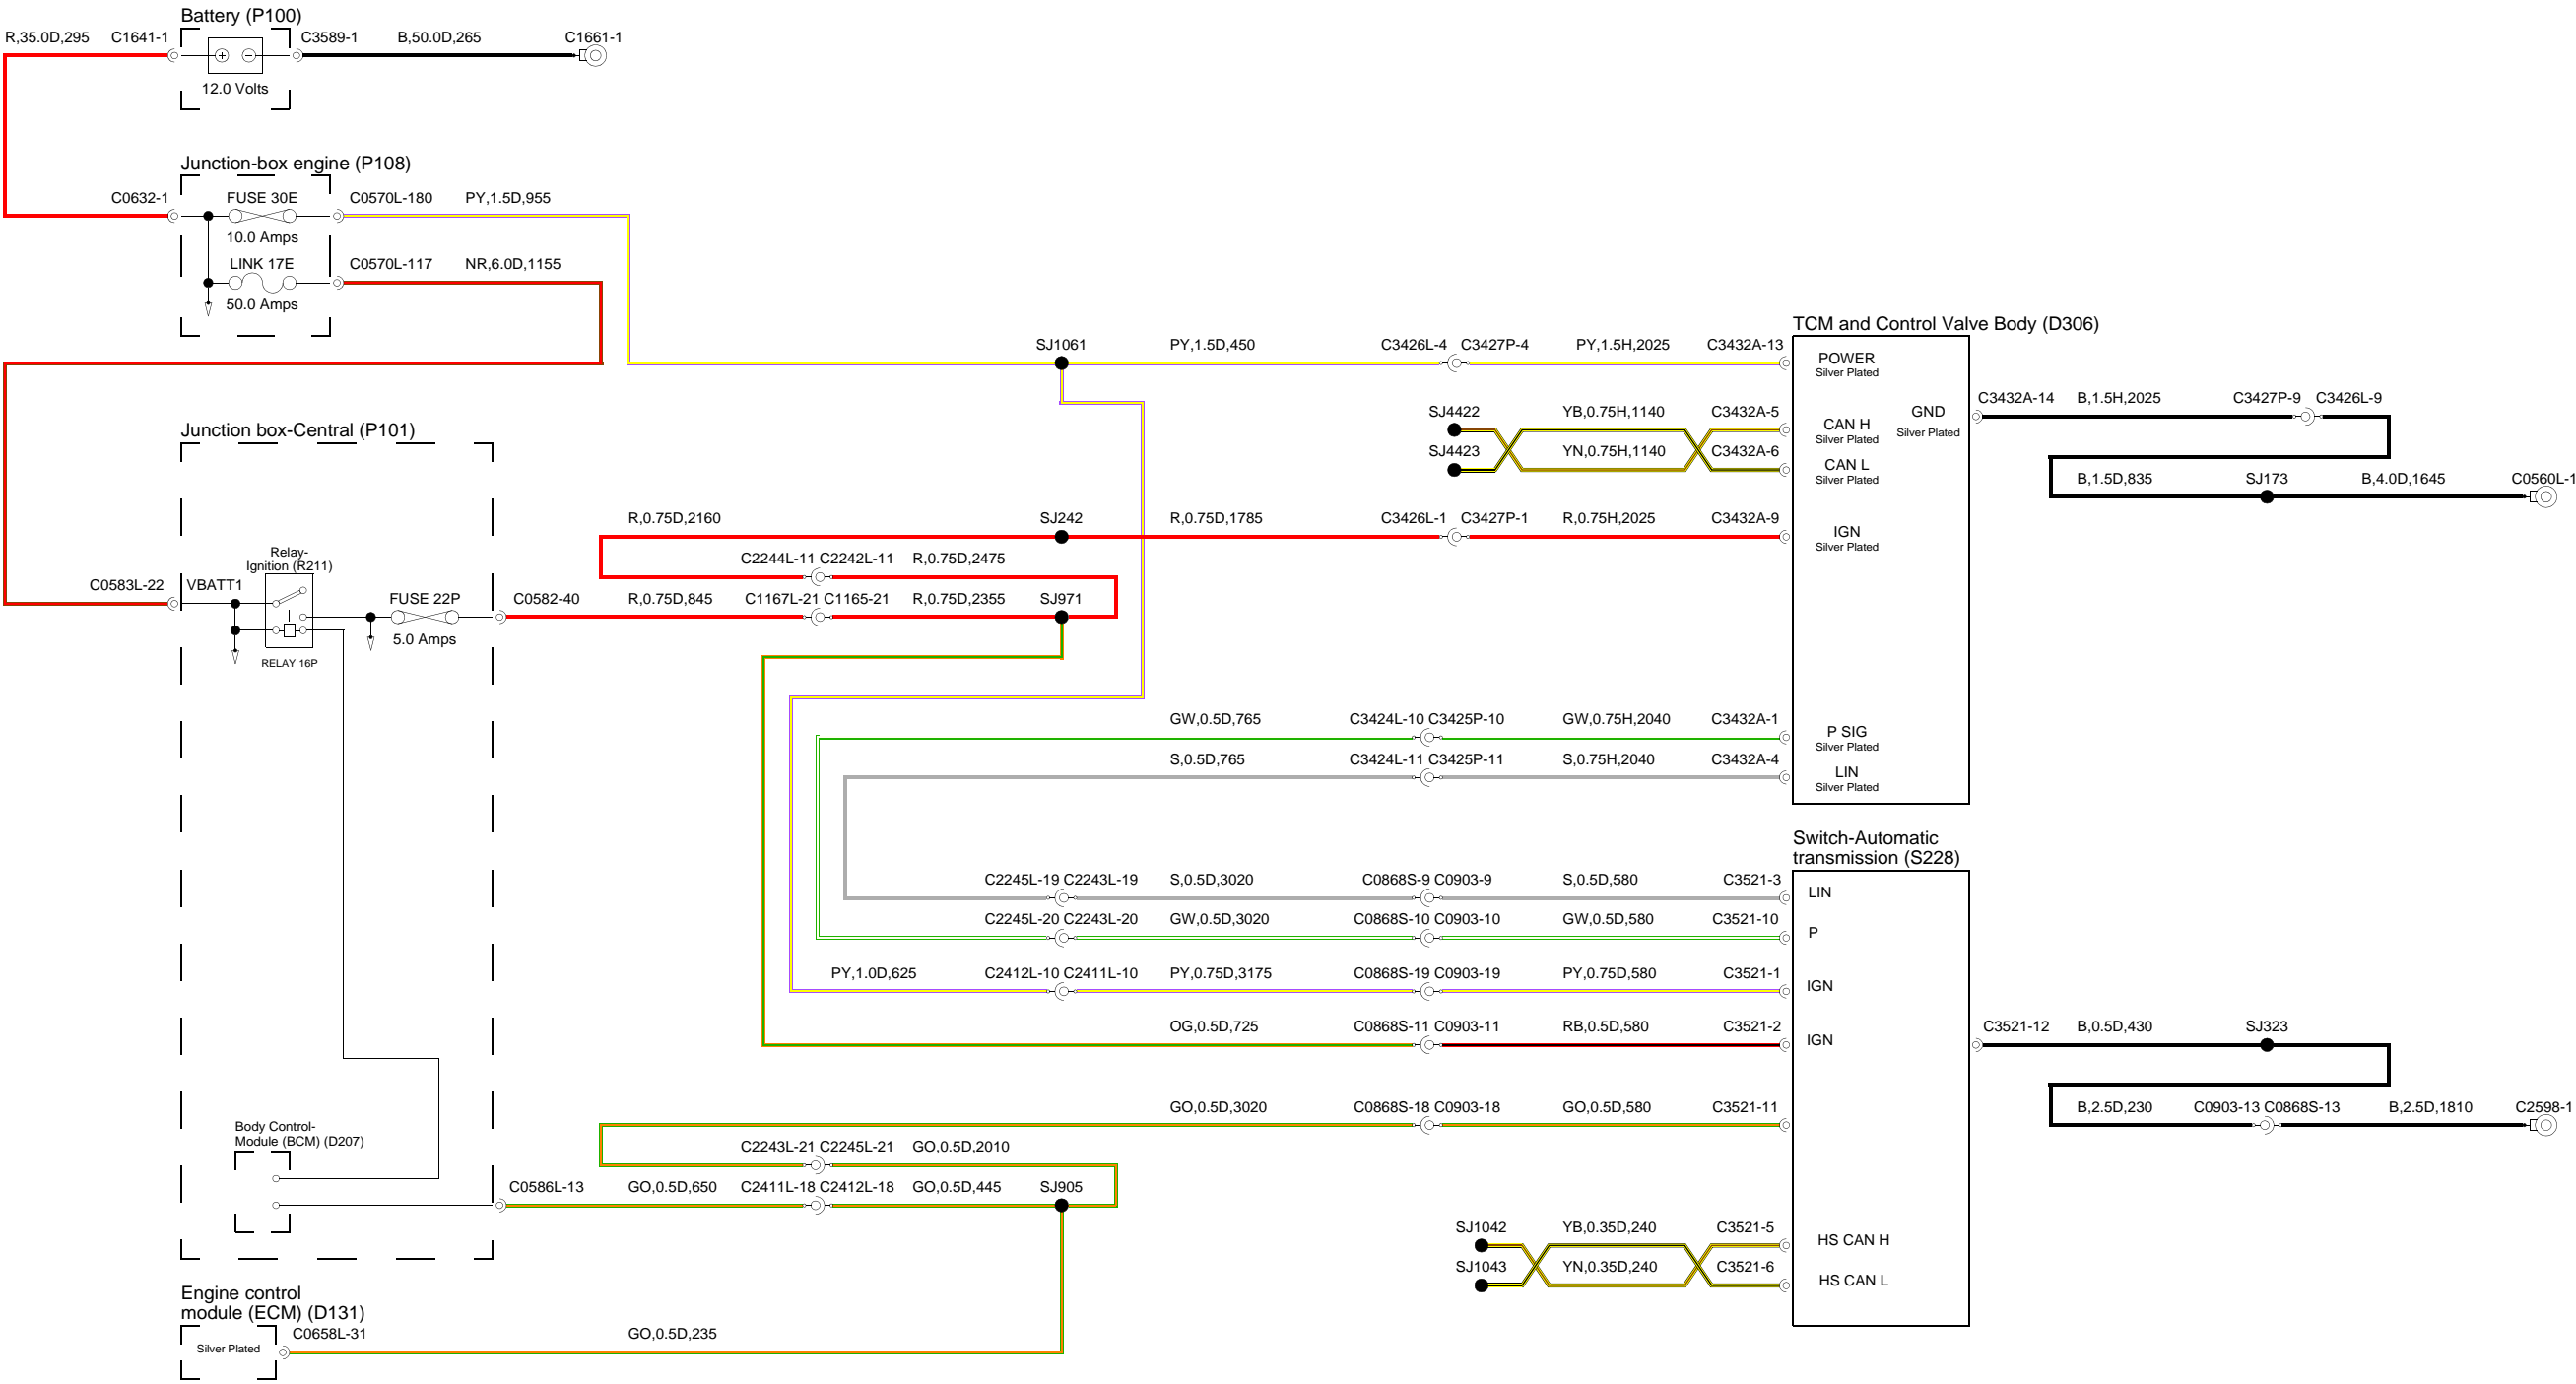 Battery (P100)
R,35.0D,295 C1641-1 C3589-1 B,50.0D,265 C1661-1
12.0 Volts
Junction-box engine (P108)
C0632-1 FUSE 30E C0570L-180 PY,1.5D,955
10.0 Amps
LINK 17E C0570L-117 NR,6.0D,1155
50.0 Amps
TCM and Control Valve Body (D306)
SJ1061 PY,1.5D,450 C3426L-4 C3427P-4 PY,1.5H,2025 C3432A-13
POWER
Silver Plated
C3432A-14 B,1.5H,2025 C3427P-9 C3426L-9
SJ4422 YB,0.75H,1140 C3432A-5
GND
Silver Plated
CAN H
Silver Plated
SJ4423 YN,0.75H,1140 C3432A-6
CAN L
Silver Plated
B,1.5D,835 SJ173 B,4.0D,1645 C0560L-1
Junction box-Central (P101)
R,0.75D,2160 SJ242 R,0.75D,1785 C3426L-1 C3427P-1 R,0.75H,2025 C3432A-9
IGN
Silver Plated
C2244L-11 C2242L-11 R,0.75D,2475
Relay-
Ignition (R211)
C0583L-22 VBATT1
FUSE 22P C0582-40 R,0.75D,845 C1167L-21 C1165-21 R,0.75D,2355 SJ971
5.0 Amps
RELAY 16P
GW,0.5D,765 C3424L-10 C3425P-10 GW,0.75H,2040 C3432A-1
P SIG
Silver Plated
S,0.5D,765 C3424L-11 C3425P-11 S,0.75H,2040 C3432A-4
LIN
Silver Plated
Switch-Automatic
transmission (S228)
C2245L-19 C2243L-19 S,0.5D,3020 C0868S-9 C0903-9 S,0.5D,580 C3521-3
LIN
C2245L-20 C2243L-20 GW,0.5D,3020 C0868S-10 C0903-10 GW,0.5D,580 C3521-10
P
PY,1.0D,625 C2412L-10 C2411L-10 PY,0.75D,3175 C0868S-19 C0903-19 PY,0.75D,580 C3521-1
IGN
OG,0.5D,725 C0868S-11 C0903-11 RB,0.5D,580 C3521-2
IGN
C3521-12 B,0.5D,430 SJ323
GO,0.5D,3020 C0868S-18 C0903-18 GO,0.5D,580 C3521-11
B,2.5D,230 C0903-13 C0868S-13 B,2.5D,1810 C2598-1
Body Control-
Module (BCM) (D207)
C2243L-21 C2245L-21 GO,0.5D,2010
C0586L-13 GO,0.5D,650 C2411L-18 C2412L-18 GO,0.5D,445 SJ905
SJ1042 YB,0.35D,240 C3521-5
HS CAN H
SJ1043 YN,0.35D,240 C3521-6
HS CAN L
Engine control
module (ECM) (D131)
C0658L-31 GO,0.5D,235
Silver Plated